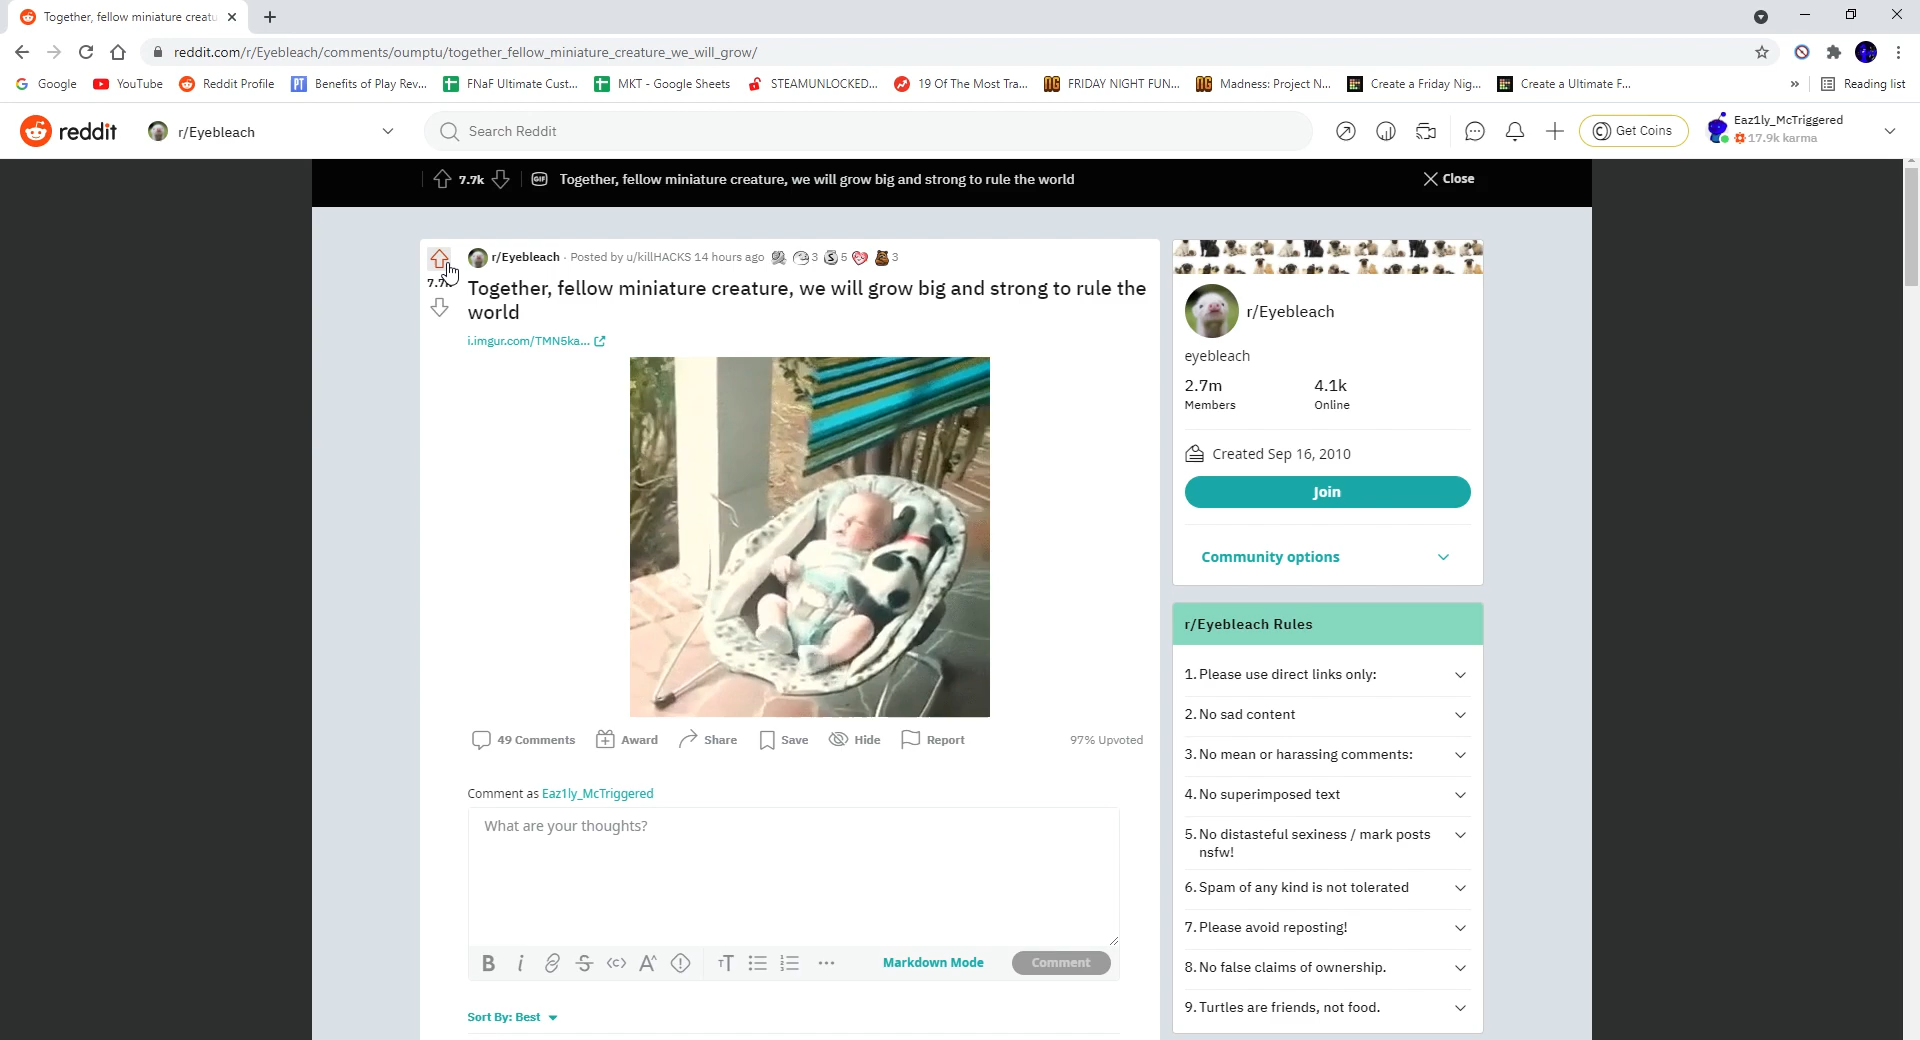 Together, fellow miniature creatu
reddit.com/r/Eyebleach/comments/oumptu/together_fellow_miniature_creature_we_will_grow/
Google YouTube Reddit Profile Benefits of Play Rev... FNaF Ultimate Cust... MKT - Google Sheets STEAMUNLOCKED... 19 Of The Most Tra... FRIDAY NIGHT FUN... Madness: Project N... Create a Friday Nig... Create a Ultimate F... » Reading list
reddit r/Eyebleach Search Reddit Get Coins Eaz1ly_McTriggered
17.9k karma
7.7k GIF Together, fellow miniature creature, we will grow big and strong to rule the world Close
r/Eyebleach · Posted by u/killHACKS 14 hours ago 3 5 3
Together, fellow miniature creature, we will grow big and strong to rule the
world
i.imgur.com/TMN5ka...
49 Comments Award Share Save Hide Report 97% Upvoted
Comment as Eaz1ly_McTriggered
What are your thoughts?
Markdown Mode Comment
Sort By: Best
r/Eyebleach
eyebleach
2.7m 4.1k
Members Online
Created Sep 16, 2010
Join
Community options
r/Eyebleach Rules
1. Please use direct links only:
2. No sad content
3. No mean or harassing comments:
4. No superimposed text
5. No distasteful sexiness / mark posts
nsfw!
6. Spam of any kind is not tolerated
7. Please avoid reposting!
8. No false claims of ownership.
9. Turtles are friends, not food.